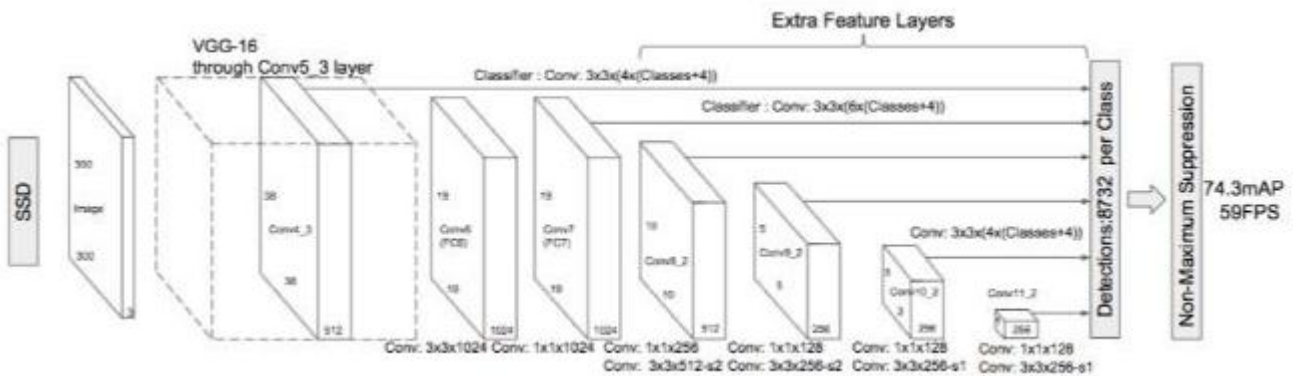 Extra Feature Layers
VGG-16
through Conv5_3 layer
Classifier : Conv: 3x3x(4x(Classes+4))
Classifier : Conv: 3x3x(6x(Classes+4))
SSD
300
Image
300
3
38
Conv4_3
38
512
19
Conv6
(FC6)
19
1024
19
Conv7
(FC7)
19
1024
10
Conv8_2
10
512
5
Conv9_2
5
256
Conv: 3x3x(4x(Classes+4))
3
Conv10_2
3
256
Conv11_2
256
Detections:8732 per Class
Non-Maximum Suppression
74.3mAP
59FPS
Conv: 3x3x1024
Conv: 1x1x1024
Conv: 1x1x256
Conv: 3x3x512-s2
Conv: 1x1x128
Conv: 3x3x256-s2
Conv: 1x1x128
Conv: 3x3x256-s1
Conv: 1x1x128
Conv: 3x3x256-s1